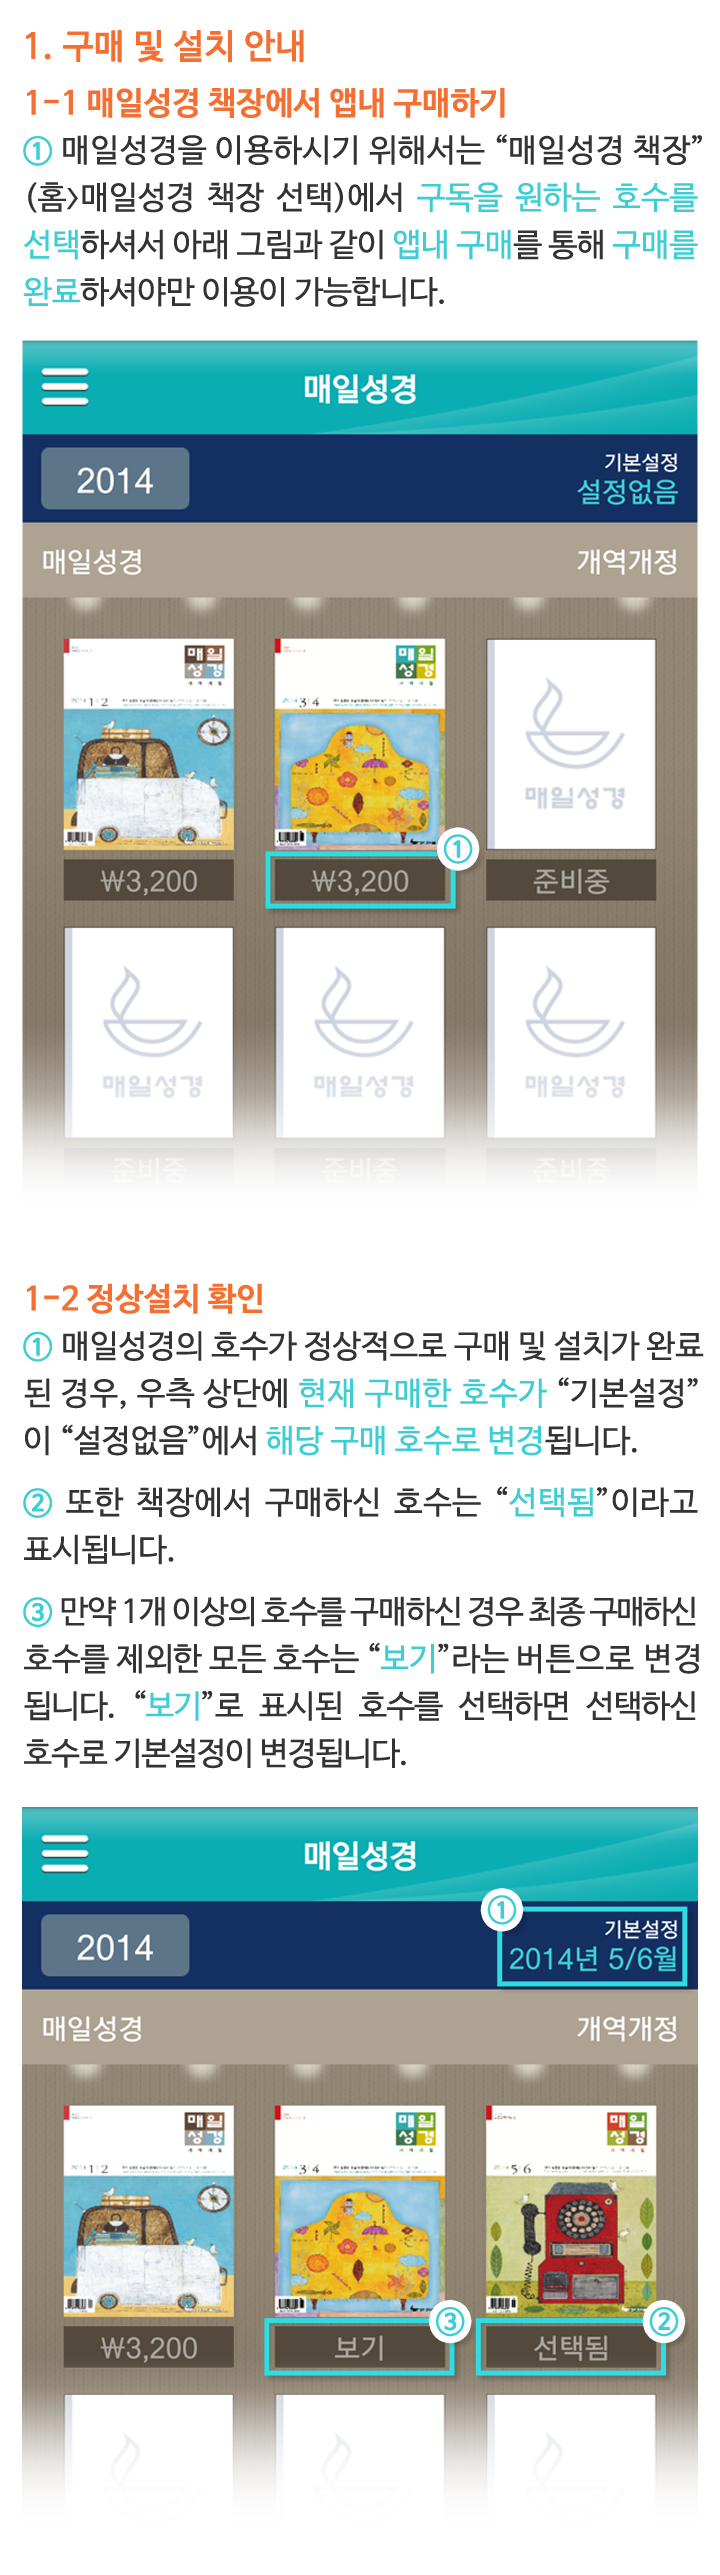 1. 구매 및 설치 안내
1-1 매일성경 책장에서 앱내 구매하기
① 매일성경을 이용하시기 위해서는 “매일성경 책장”
(홈>매일성경 책장 선택)에서 구독을 원하는 호수를
선택하셔서 아래 그림과 같이 앱내 구매를 통해 구매를
완료하셔야만 이용이 가능합니다.
매일성경
2014
기본설정
설정없음
매일성경 개역개정
매일성경 매일성경
2014 1|2 2014 3|4
매일성경
①
₩3,200 ₩3,200 준비중
매일성경 매일성경 매일성경
준비중 준비중 준비중
1-2 정상설치 확인
① 매일성경의 호수가 정상적으로 구매 및 설치가 완료
된 경우, 우측 상단에 현재 구매한 호수가 “기본설정”
이 “설정없음”에서 해당 구매 호수로 변경됩니다.
② 또한 책장에서 구매하신 호수는 “선택됨”이라고
표시됩니다.
③ 만약 1개 이상의 호수를 구매하신 경우 최종 구매하신
호수를 제외한 모든 호수는 “보기”라는 버튼으로 변경
됩니다. “보기”로 표시된 호수를 선택하면 선택하신
호수로 기본설정이 변경됩니다.
매일성경
①
2014
기본설정
2014년 5/6월
매일성경 개역개정
매일성경 매일성경 매일성경
2014 1|2 2014 3|4 2014 5|6
③ ②
₩3,200 보기 선택됨